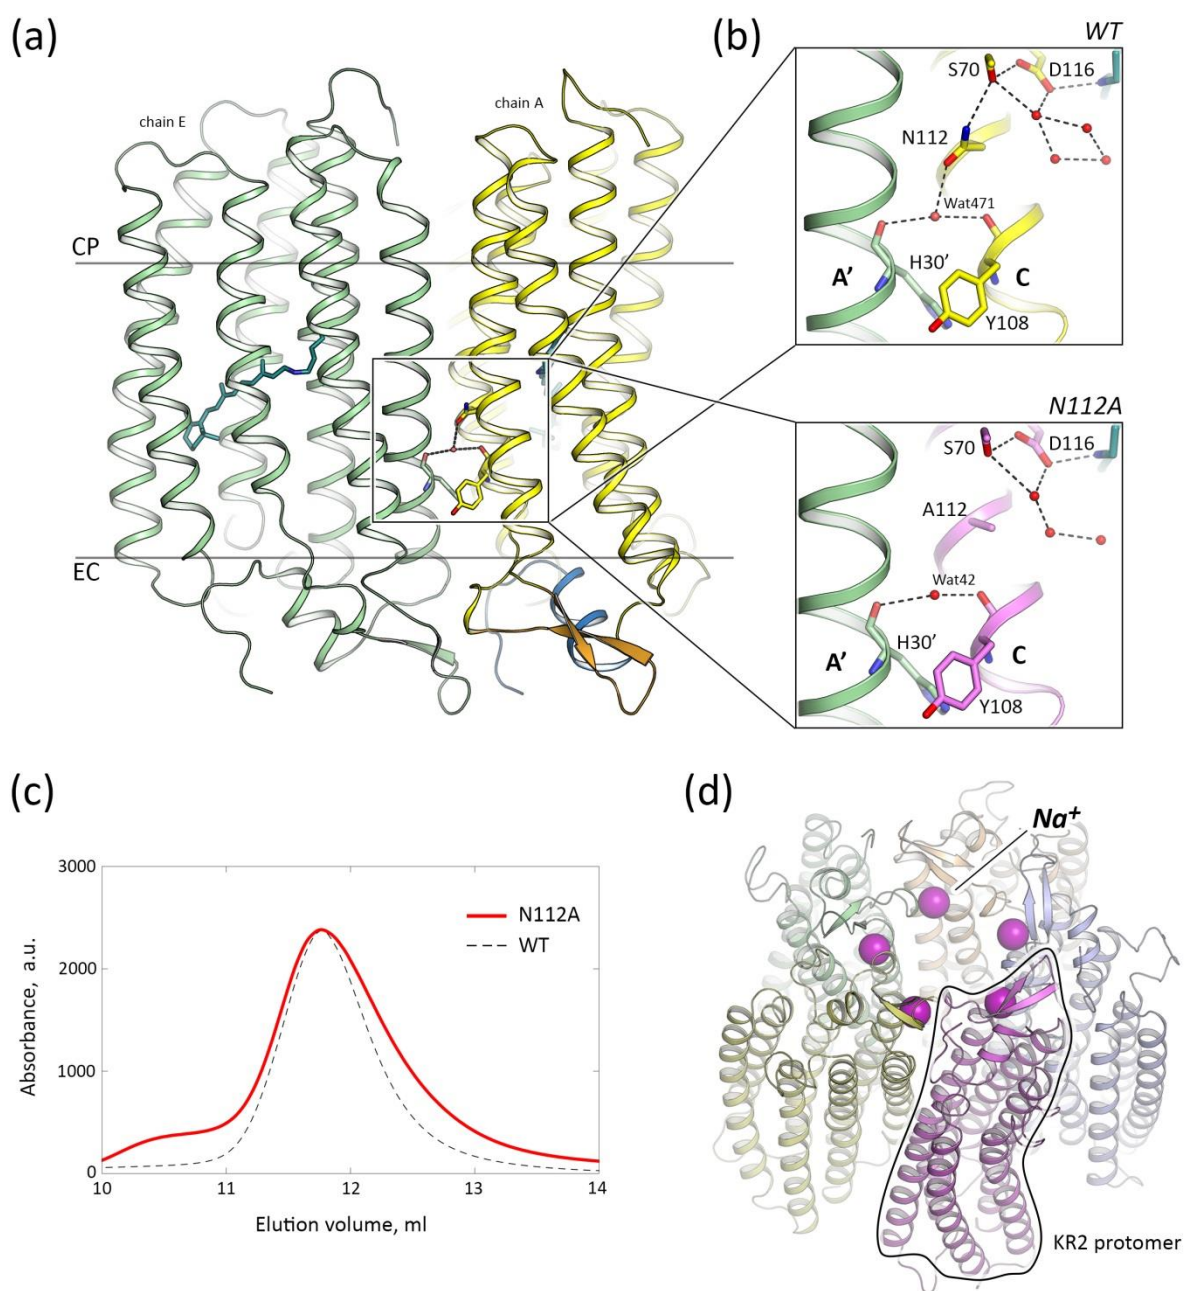 (a)
chain E
chain A
CP
EC
(b)
WT
S70
D116
N112
Wat471
H30′
A′
C
Y108
N112A
S70
D116
A112
Wat42
H30′
A′
C
Y108
(c)
3000
2000
1000
0
Absorbance, a.u.
N112A
WT
10 11 12 13 14
Elution volume, ml
(d)
Na+
KR2 protomer